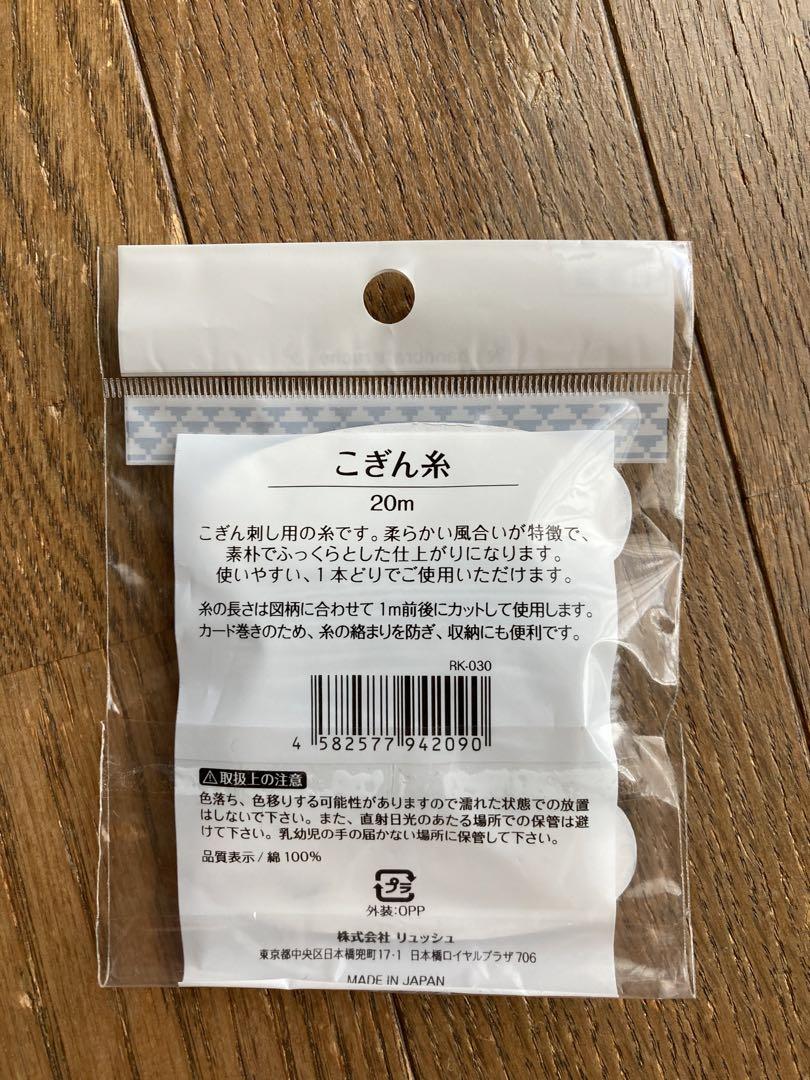 こぎん糸
20m
こぎん刺し用の糸です。柔らかい風合いが特徴で、
素朴でふっくらとした仕上がりになります。
使いやすい、1本どりでご使用いただけます。
糸の長さは図柄に合わせて1m前後にカットして使用します。
カード巻きのため、糸の絡まりを防ぎ、収納にも便利です。
RK-030
4 582577 942090
⚠取扱上の注意
色落ち、色移りする可能性がありますので濡れた状態での放置
はしないで下さい。また、直射日光のあたる場所での保管は避
けて下さい。乳幼児の手の届かない場所に保管して下さい。
品質表示/綿100%
プラ
外装:OPP
株式会社 リュッシュ
東京都中央区日本橋兜町17-1 日本橋ロイヤルプラザ706
MADE IN JAPAN